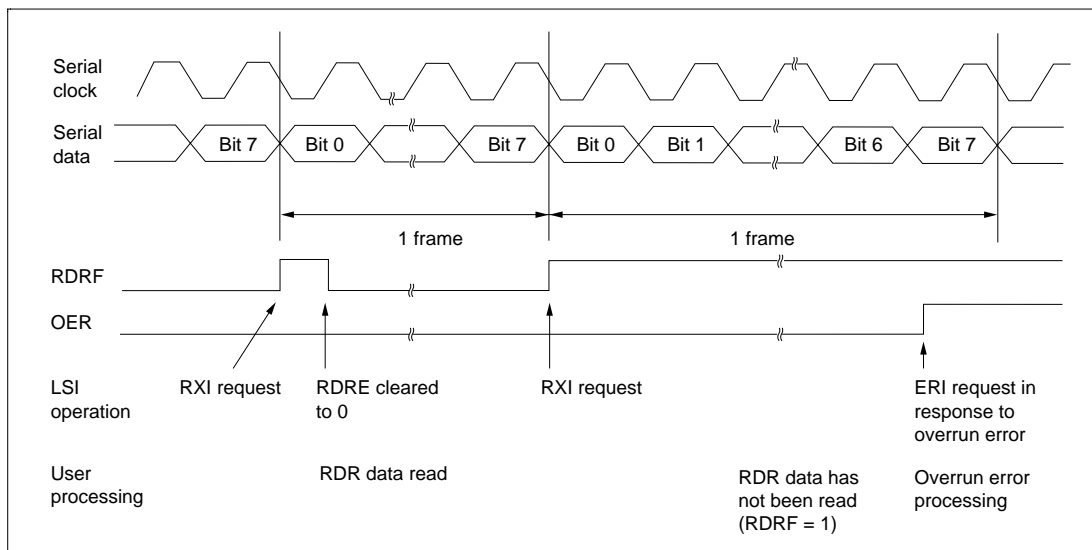 Serial
clock
Serial
data
Bit 7
Bit 0
Bit 7
Bit 0
Bit 1
Bit 6
Bit 7
1 frame
1 frame
RDRF
OER
LSI
operation
RXI request
RDRE cleared
to 0
RXI request
ERI request in
response to
overrun error
User
processing
RDR data read
RDR data has
not been read
(RDRF = 1)
Overrun error
processing